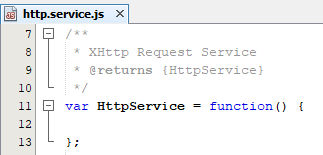 http.service.js
7 /**
8 * XHttp Request Service
9 * @returns {HttpService}
10 */
11 var HttpService = function() {
12
13 };